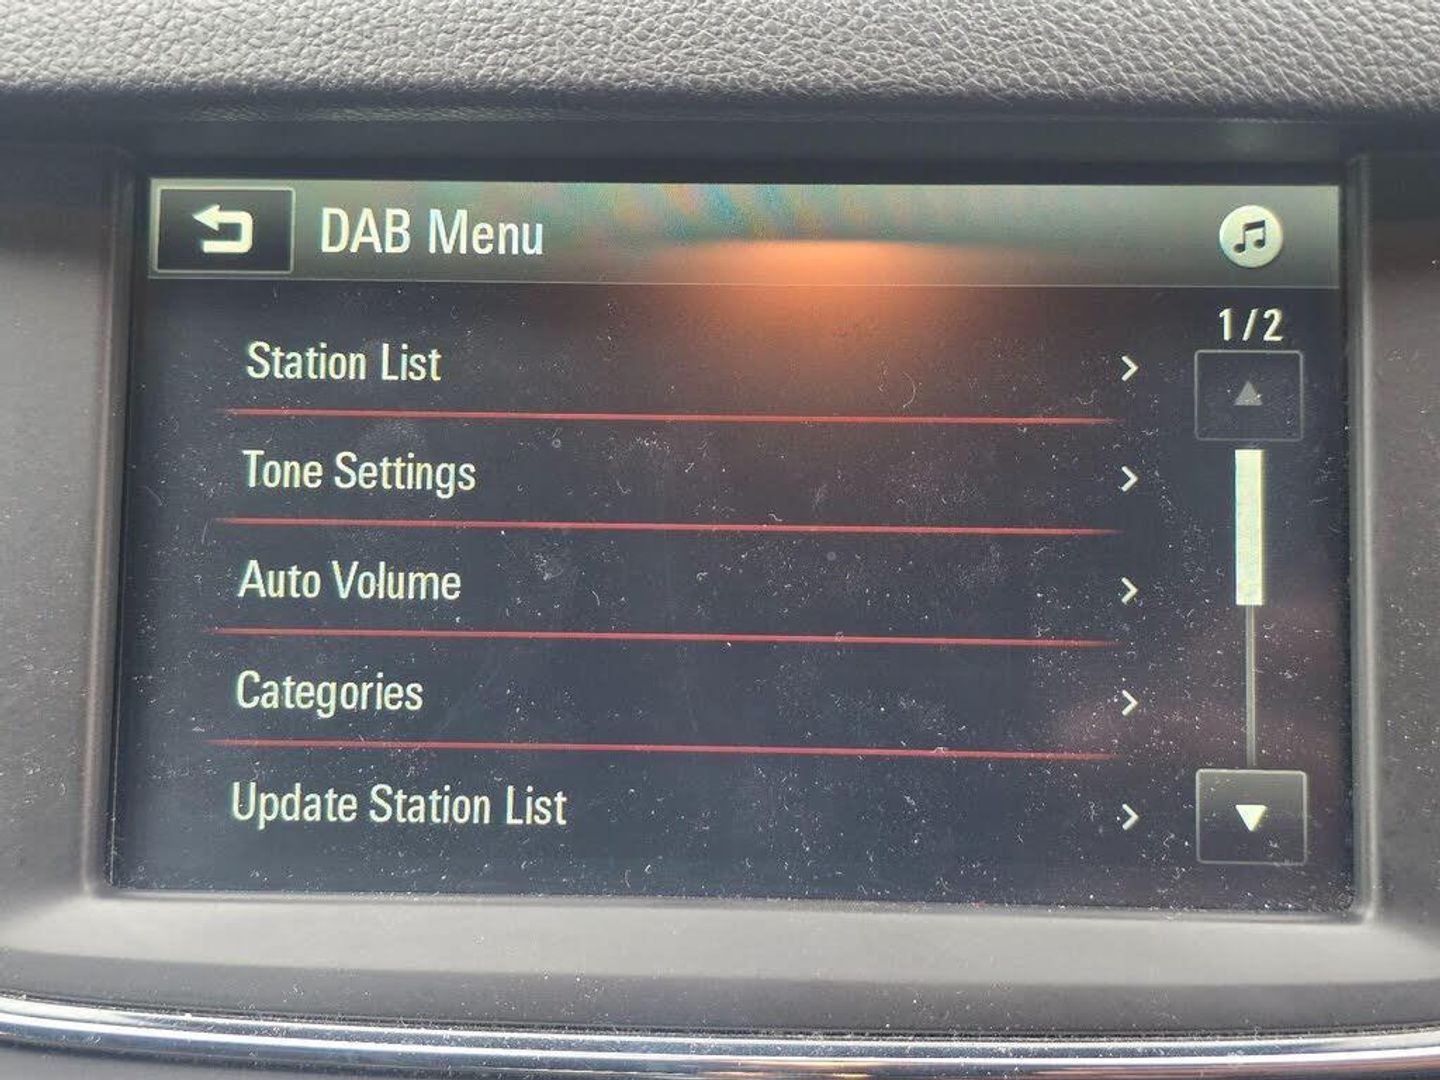 DAB Menu
1/2
Station List
Tone Settings
Auto Volume
Categories
Update Station List